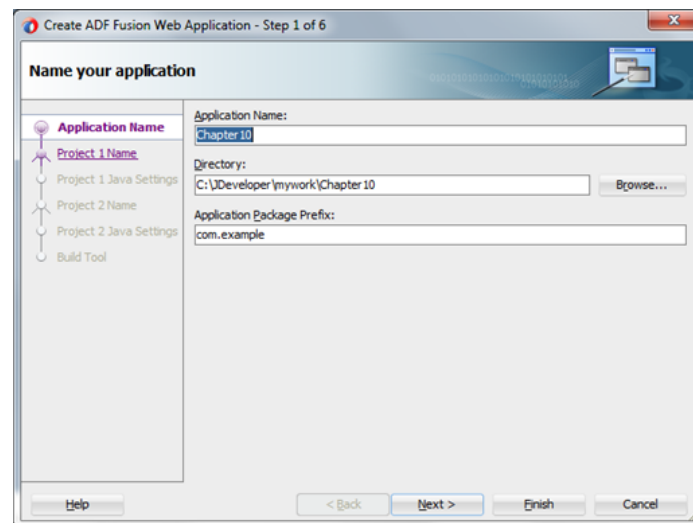 Create ADF Fusion Web Application - Step 1 of 6
Name your application
Application Name
Project 1 Name
Project 1 Java Settings
Project 2 Name
Project 2 Java Settings
Build Tool
Application Name:
Chapter10
Directory:
C:\JDeveloper\mywork\Chapter10
Browse...
Application Package Prefix:
com.example
Help
< Back
Next >
Finish
Cancel